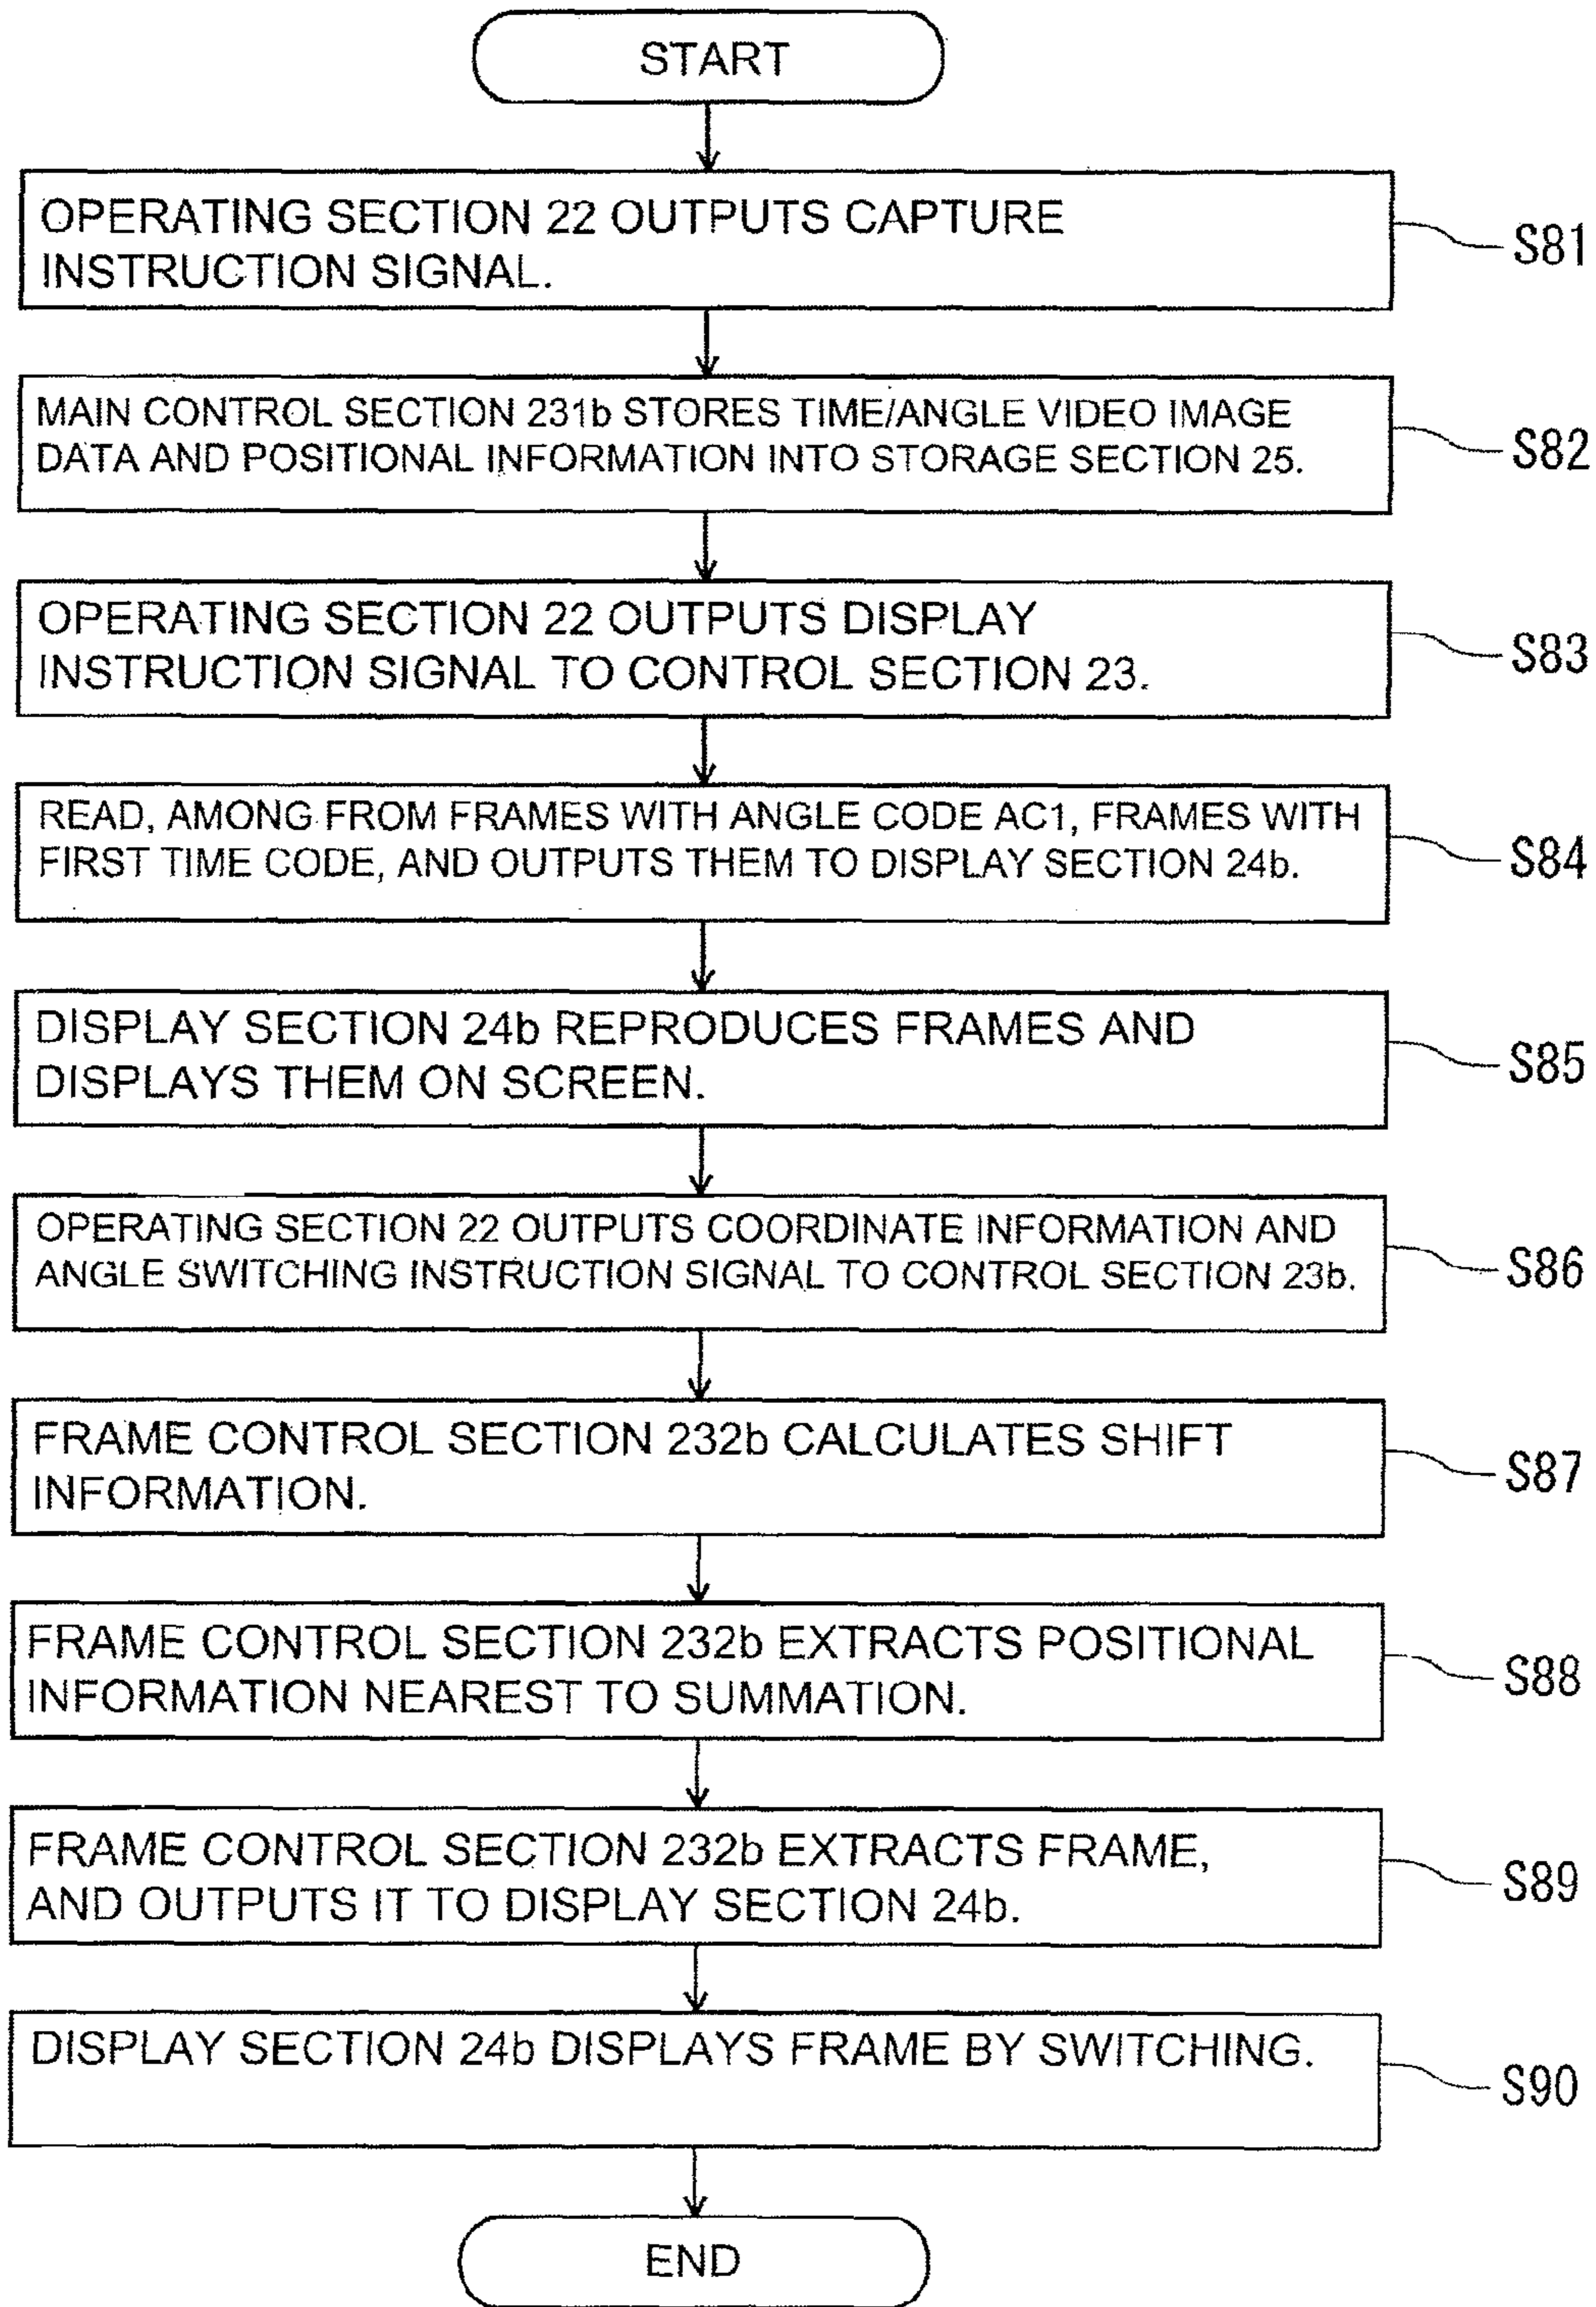 START
OPERATING SECTION 22 OUTPUTS CAPTURE
INSTRUCTION SIGNAL.
S81
MAIN CONTROL SECTION 231b STORES TIME/ANGLE VIDEO IMAGE
DATA AND POSITIONAL INFORMATION INTO STORAGE SECTION 25.
S82
OPERATING SECTION 22 OUTPUTS DISPLAY
INSTRUCTION SIGNAL TO CONTROL SECTION 23.
S83
READ, AMONG FROM FRAMES WITH ANGLE CODE AC1, FRAMES WITH
FIRST TIME CODE, AND OUTPUTS THEM TO DISPLAY SECTION 24b.
S84
DISPLAY SECTION 24b REPRODUCES FRAMES AND
DISPLAYS THEM ON SCREEN.
S85
OPERATING SECTION 22 OUTPUTS COORDINATE INFORMATION AND
ANGLE SWITCHING INSTRUCTION SIGNAL TO CONTROL SECTION 23b.
S86
FRAME CONTROL SECTION 232b CALCULATES SHIFT
INFORMATION.
S87
FRAME CONTROL SECTION 232b EXTRACTS POSITIONAL
INFORMATION NEAREST TO SUMMATION.
S88
FRAME CONTROL SECTION 232b EXTRACTS FRAME,
AND OUTPUTS IT TO DISPLAY SECTION 24b.
S89
DISPLAY SECTION 24b DISPLAYS FRAME BY SWITCHING.
S90
END